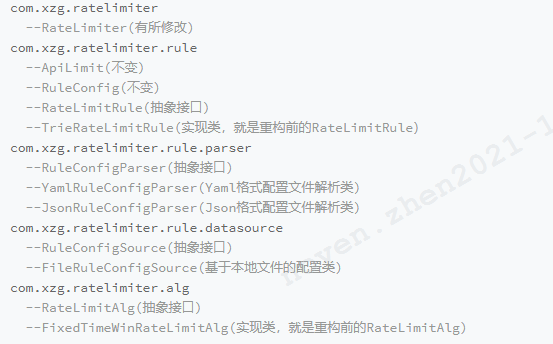 com.xzg.ratelimiter
--RateLimiter(有所修改)
com.xzg.ratelimiter.rule
--ApiLimit(不变)
--RuleConfig(不变)
--RateLimitRule(抽象接口)
--TrieRateLimitRule(实现类，就是重构前的RateLimitRule)
com.xzg.ratelimiter.rule.parser
--RuleConfigParser(抽象接口)
--YamlRuleConfigParser(Yaml格式配置文件解析类)
--JsonRuleConfigParser(Json格式配置文件解析类)
com.xzg.ratelimiter.rule.datasource
--RuleConfigSource(抽象接口)
--FileRuleConfigSource(基于本地文件的配置类)
com.xzg.ratelimiter.alg
--RateLimitAlg(抽象接口)
--FixedTimeWinRateLimitAlg(实现类，就是重构前的RateLimitAlg)